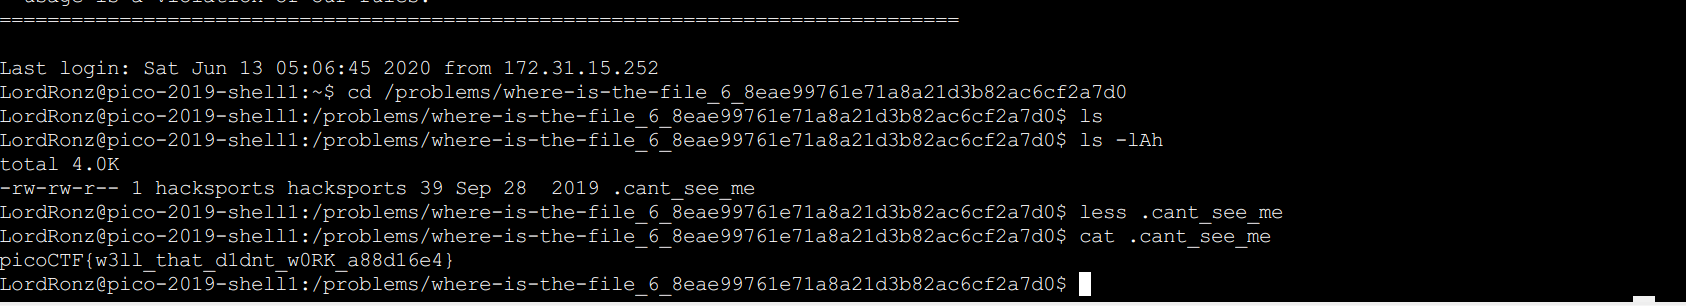 usage is a violation of our rules.
================================================================================
Last login: Sat Jun 13 05:06:45 2020 from 172.31.15.252
LordRonz@pico-2019-shell1:~$ cd /problems/where-is-the-file_6_8eae99761e71a8a21d3b82ac6cf2a7d0
LordRonz@pico-2019-shell1:/problems/where-is-the-file_6_8eae99761e71a8a21d3b82ac6cf2a7d0$ ls
LordRonz@pico-2019-shell1:/problems/where-is-the-file_6_8eae99761e71a8a21d3b82ac6cf2a7d0$ ls -lAh
total 4.0K
-rw-rw-r-- 1 hacksports hacksports 39 Sep 28  2019 .cant_see_me
LordRonz@pico-2019-shell1:/problems/where-is-the-file_6_8eae99761e71a8a21d3b82ac6cf2a7d0$ less .cant_see_me
LordRonz@pico-2019-shell1:/problems/where-is-the-file_6_8eae99761e71a8a21d3b82ac6cf2a7d0$ cat .cant_see_me
picoCTF{w3ll_that_d1dnt_w0RK_a88d16e4}
LordRonz@pico-2019-shell1:/problems/where-is-the-file_6_8eae99761e71a8a21d3b82ac6cf2a7d0$